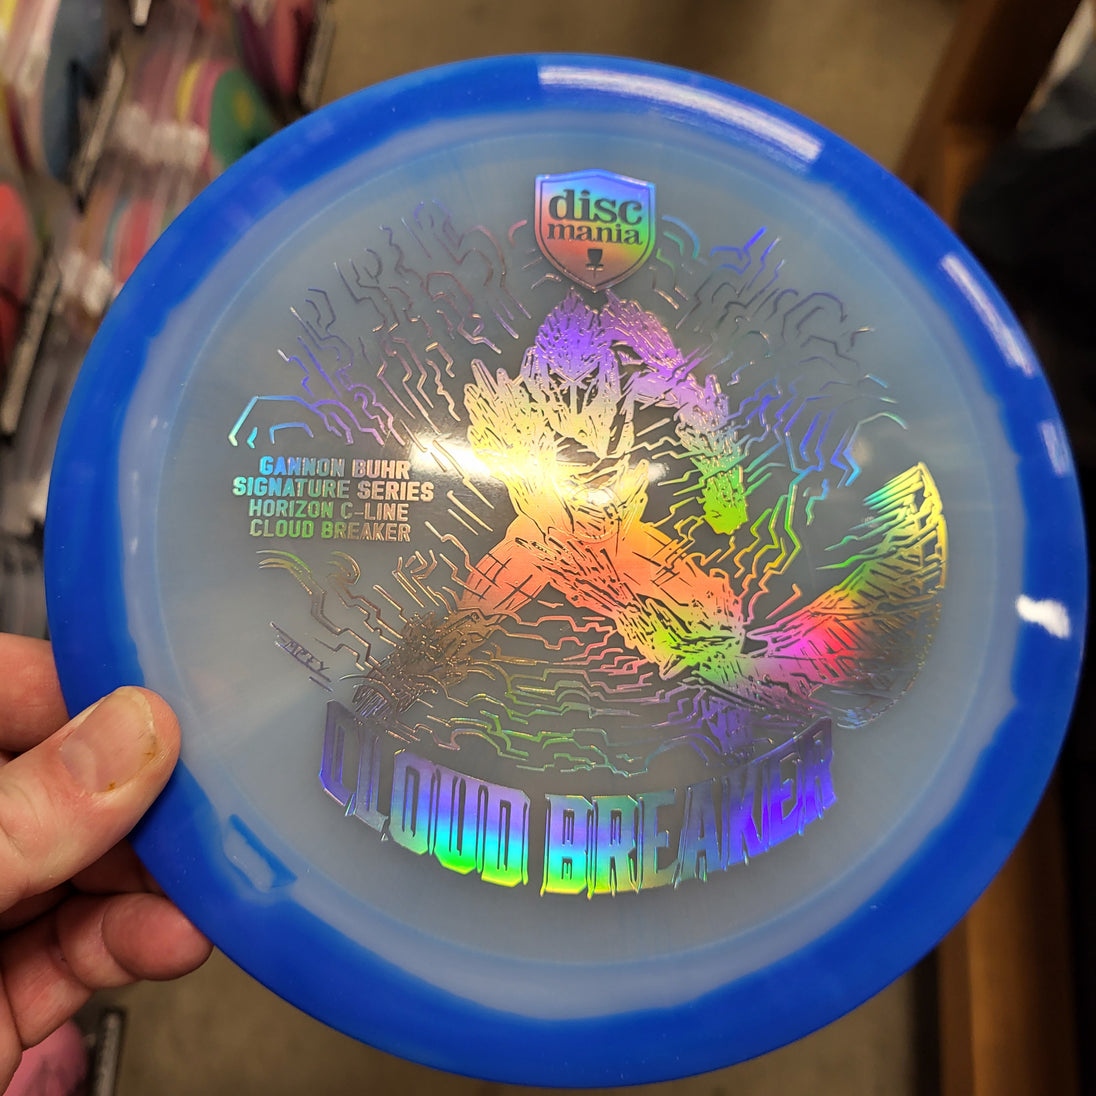 disc
mania
GANNON BUHR
SIGNATURE SERIES
HORIZON C-LINE
CLOUD BREAKER
CLOUD BREAKER